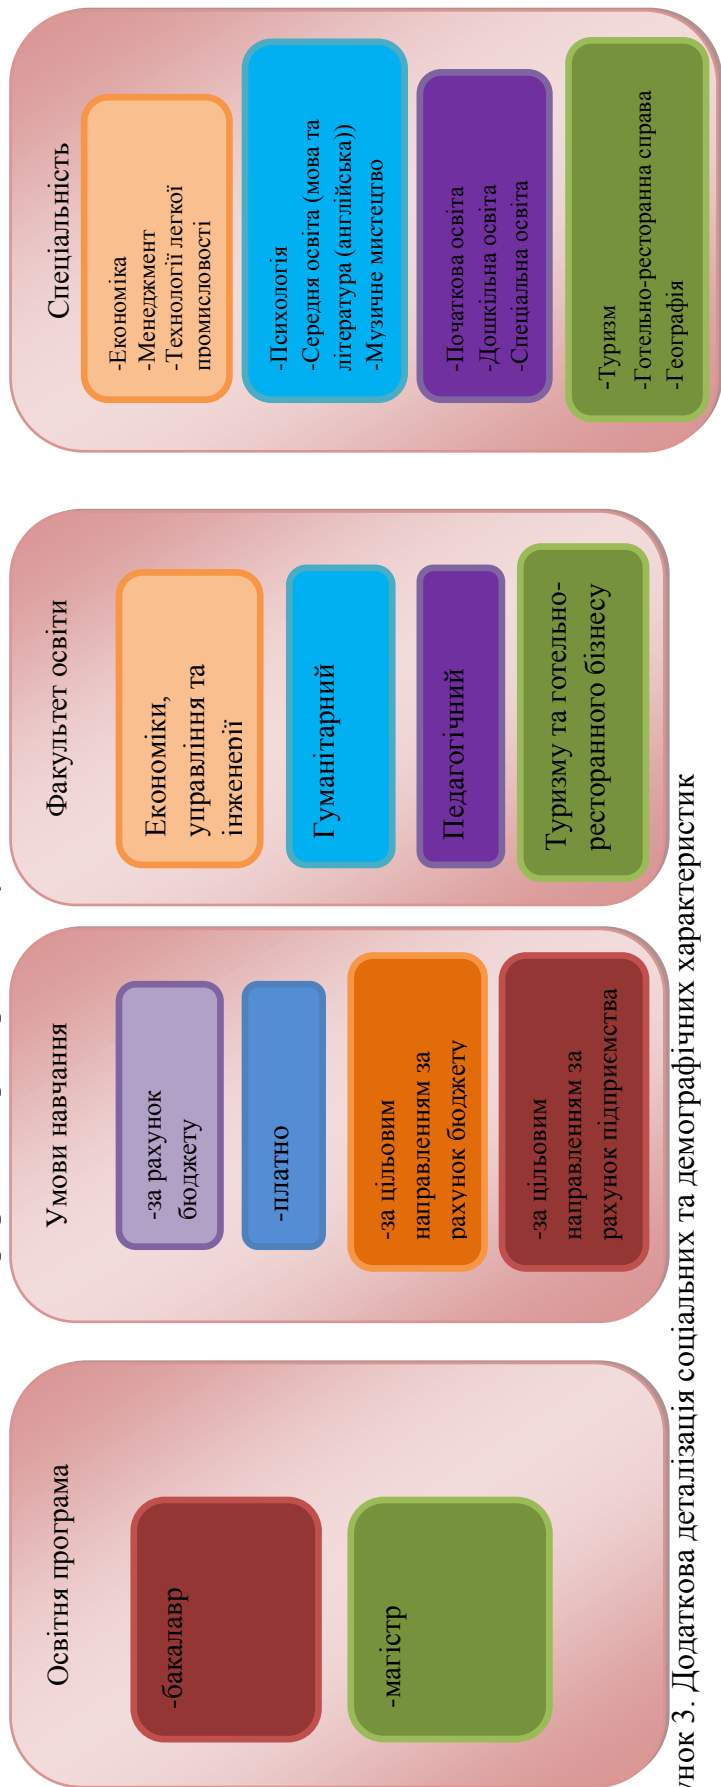 Освітня програма
-бакалавр
-магістр
Умови навчання
-за рахунок
бюджету
-платно
-за цільовим
направленням за
рахунок бюджету
-за цільовим
направленням за
рахунок підприємства
Факультет освіти
Економіки,
управління та
інженерії
Гуманітарний
Педагогічний
Туризму та готельно-
ресторанного бізнесу
Спеціальність
-Економіка
-Менеджмент
-Технології легкої
промисловості
-Психологія
-Середня освіта (мова та
література (англійська))
-Музичне мистецтво
-Початкова освіта
-Дошкільна освіта
-Спеціальна освіта
-Туризм
-Готельно-ресторанна справа
-Географія
унок 3. Додаткова деталізація соціальних та демографічних характеристик